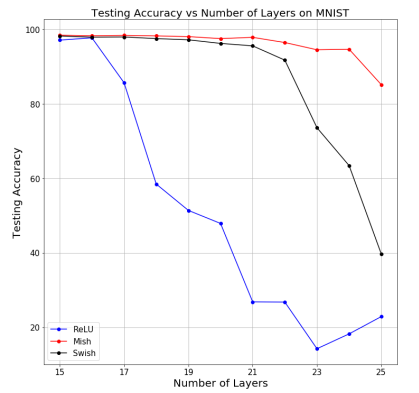 Testing Accuracy vs Number of Layers on MNIST
100
80
60
40
20
Testing Accuracy
ReLU
Mish
Swish
15 17 19 21 23 25
Number of Layers